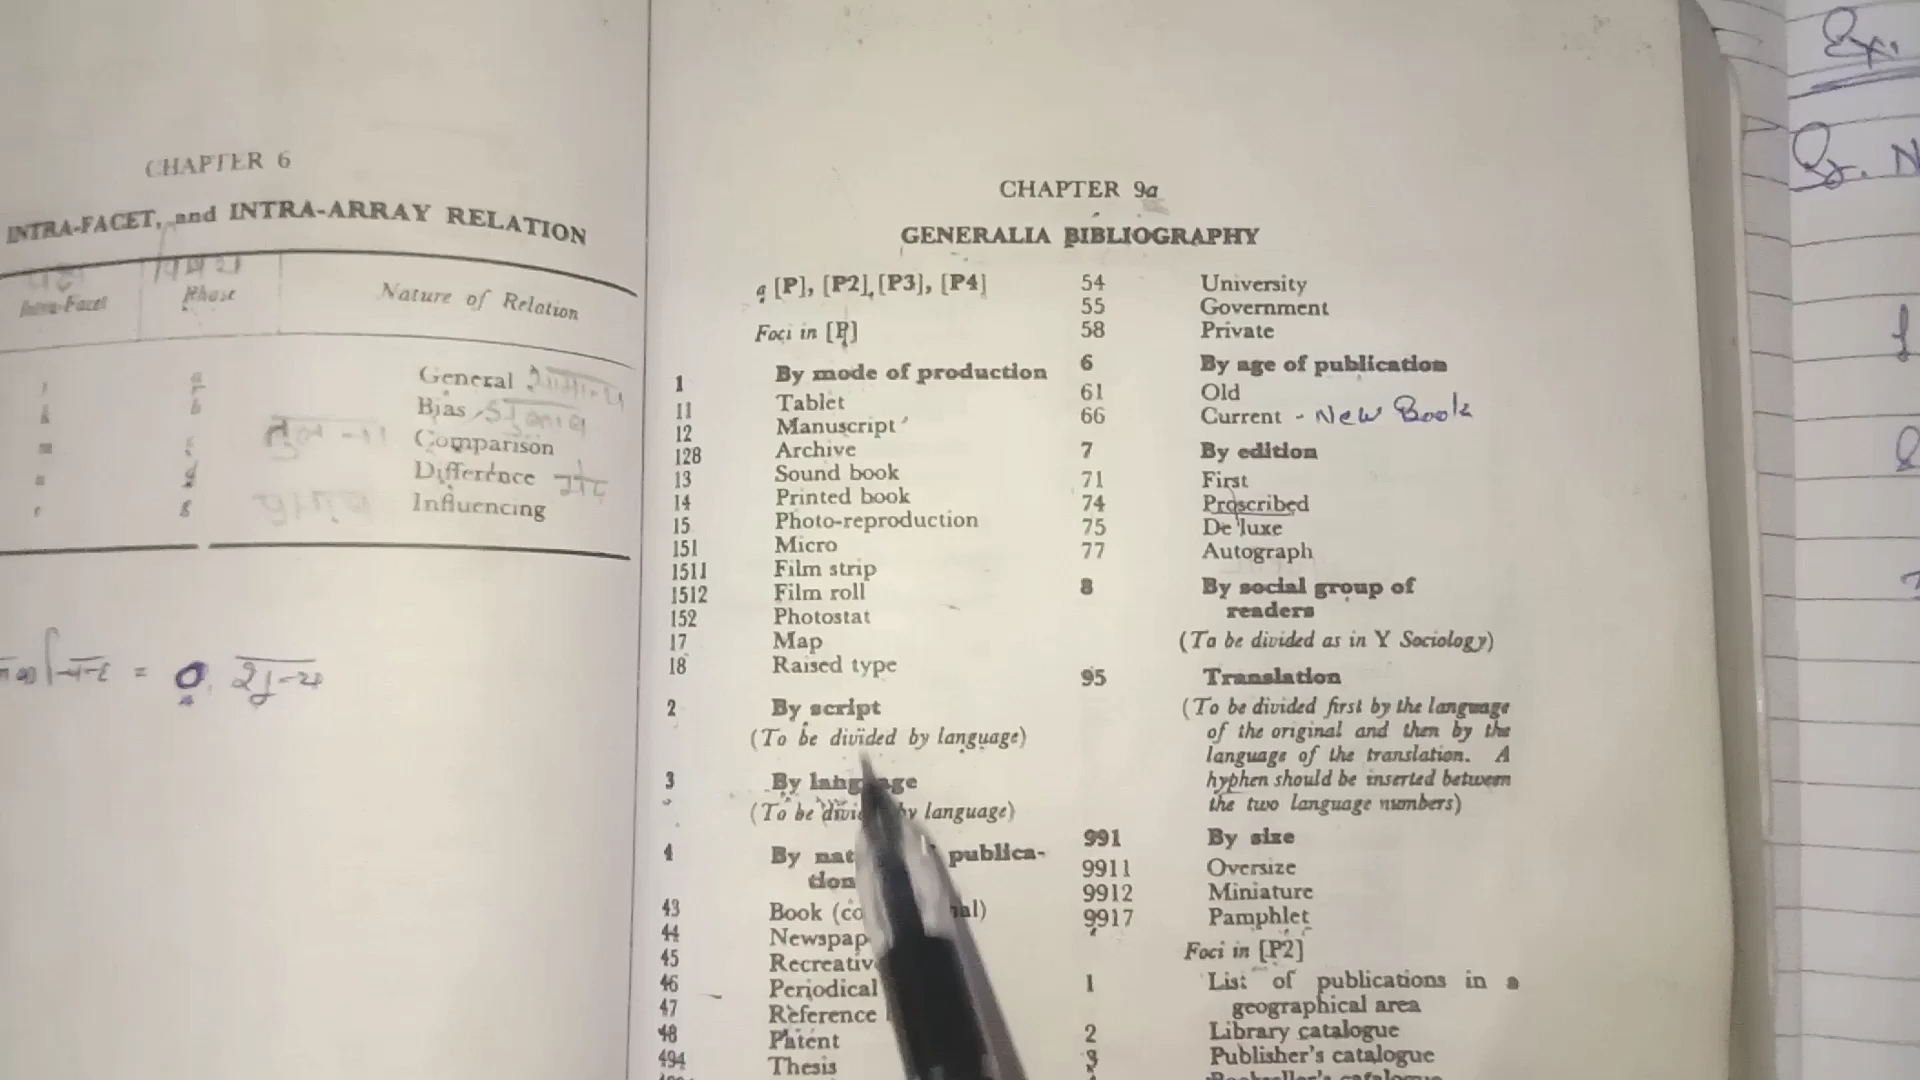 CHAPTER 6
INTRA-FACET, and INTRA-ARRAY RELATION
Intra-Facet Phase Nature of Relation
General
Bias
Comparison
Difference
Influencing
= 0
CHAPTER 9a
GENERALIA BIBLIOGRAPHY
a [P], [P2], [P3], [P4]
Foci in [P]
1 By mode of production
11 Tablet
12 Manuscript
128 Archive
13 Sound book
14 Printed book
15 Photo-reproduction
151 Micro
1511 Film strip
1512 Film roll
152 Photostat
17 Map
18 Raised type
2 By script
(To be divided by language)
3 By language
(To be by language)
4 By publica-
tion
43 Book
44
45
46 Periodical
47 Reference
48 Patent
494 Thesis
54 University
55 Government
58 Private
6 By age of publication
61 Old
66 Current - New Book
7 By edition
71 First
74 Proscribed
75 De luxe
77 Autograph
8 By social group of
readers
(To be divided as in Y Sociology)
95 Translation
(To be divided first by the language
of the original and then by the
language of the translation. A
hyphen should be inserted between
the two language numbers)
991 By size
9911 Oversize
9912 Miniature
9917 Pamphlet
Foci in [P2]
1 List of publications in a
geographical area
2 Library catalogue
3 Publisher's catalogue
Ex.